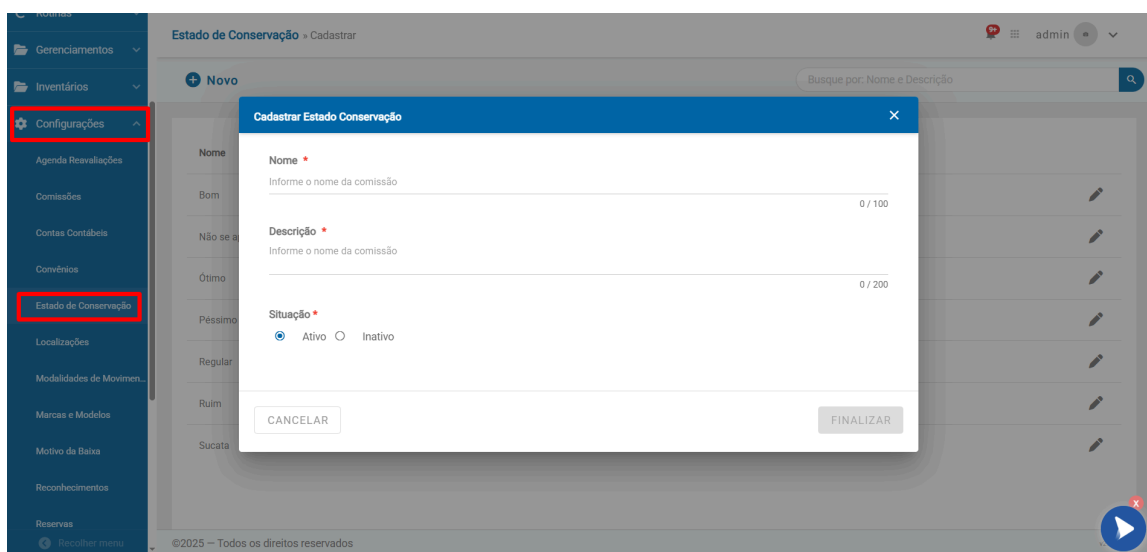 Rotinas
Gerenciamentos
Inventários
Configurações
Agenda Reavaliações
Comissões
Contas Contábeis
Convênios
Estado de Conservação
Localizações
Modalidades de Movimen...
Marcas e Modelos
Motivo da Baixa
Reconhecimentos
Reservas
Recolher menu
Estado de Conservação » Cadastrar
9+
admin
Novo
Busque por: Nome e Descrição
Nome
Bom
Não se a
Ótimo
Péssimo
Regular
Ruim
Sucata
Cadastrar Estado Conservação
Nome *
Informe o nome da comissão
0 / 100
Descrição *
Informe o nome da comissão
0 / 200
Situação *
Ativo
Inativo
CANCELAR
FINALIZAR
X
©2025 — Todos os direitos reservados